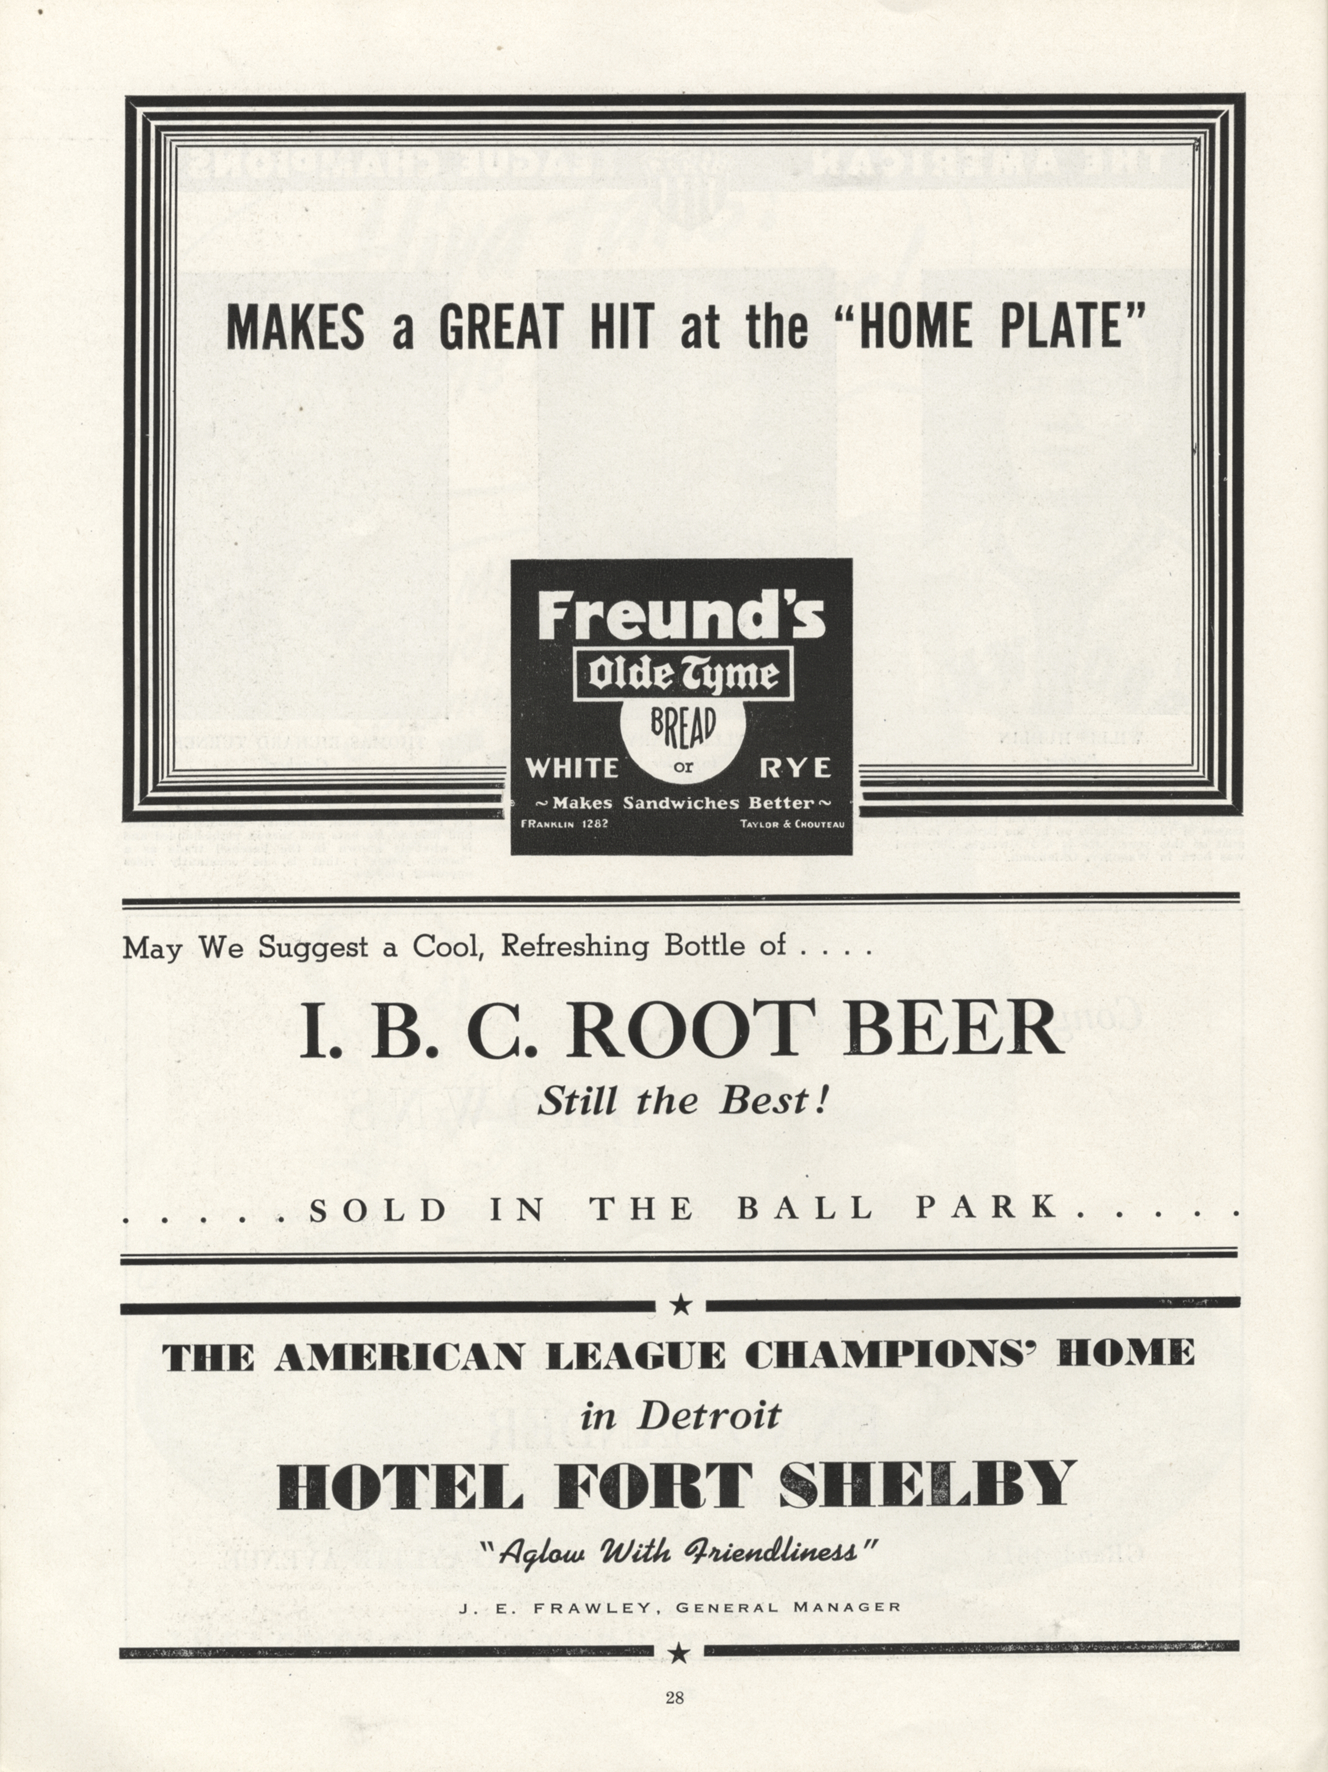 MAKES a GREAT HIT at the “HOME PLATE”
Freund's
Olde Tyme
BREAD
WHITE or RYE
~Makes Sandwiches Better~
FRANKLIN 1282 TAYLOR & CHOUTEAU
May We Suggest a Cool, Refreshing Bottle of . . . .
I. B. C. ROOT BEER
Still the Best!
. . . . . SOLD IN THE BALL PARK . . . . .
THE AMERICAN LEAGUE CHAMPIONS’ HOME
in Detroit
HOTEL FORT SHELBY
“Aglow With Friendliness”
J. E. FRAWLEY, GENERAL MANAGER
28